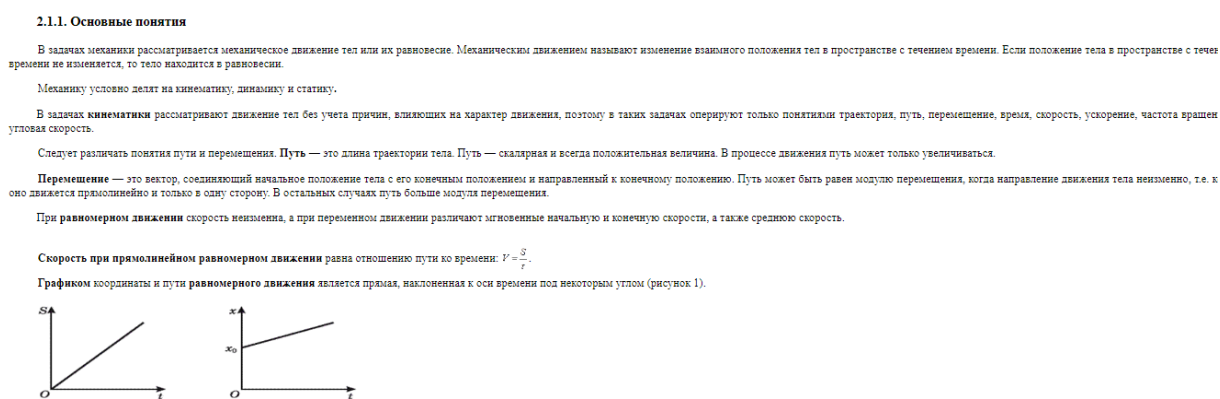 2.1.1. Основные понятия
В задачах механики рассматривается механическое движение тел или их равновесие. Механическим движением называют изменение взаимного положения тел в пространстве с течением времени. Если положение тела в пространстве с тече
времени не изменяется, то тело находится в равновесии.
Механику условно делят на кинематику, динамику и статику.
В задачах кинематики рассматривают движение тел без учета причин, влияющих на характер движения, поэтому в таких задачах оперируют только понятиями траектория, путь, перемещение, время, скорость, ускорение, частота вращен
угловая скорость.
Следует различать понятия пути и перемещения. Путь — это длина траектории тела. Путь — скалярная и всегда положительная величина. В процессе движения путь может только увеличиваться.
Перемещение — это вектор, соединяющий начальное положение тела с его конечным положением и направленный к конечному положению. Путь может быть равен модулю перемещения, когда направление движения тела неизменно, т.е. к
оно движется прямолинейно и только в одну сторону. В остальных случаях путь больше модуля перемещения.
При равномерном движении скорость неизменна, а при переменном движении различают мгновенные начальную и конечную скорости, а также среднюю скорость.
Скорость при прямолинейном равномерном движении равна отношению пути ко времени: V = S/t.
Графиком координаты и пути равномерного движения является прямая, наклоненная к оси времени под некоторым углом (рисунок 1).
S x
x₀
O t O t